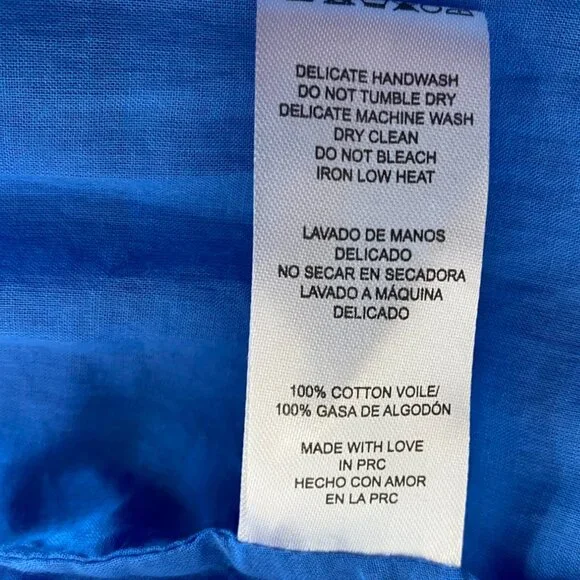 DELICATE HANDWASH
DO NOT TUMBLE DRY
DELICATE MACHINE WASH
DRY CLEAN
DO NOT BLEACH
IRON LOW HEAT
LAVADO DE MANOS
DELICADO
NO SECAR EN SECADORA
LAVADO A MÁQUINA
DELICADO
100% COTTON VOILE/
100% GASA DE ALGODÓN
MADE WITH LOVE
IN PRC
HECHO CON AMOR
EN LA PRC